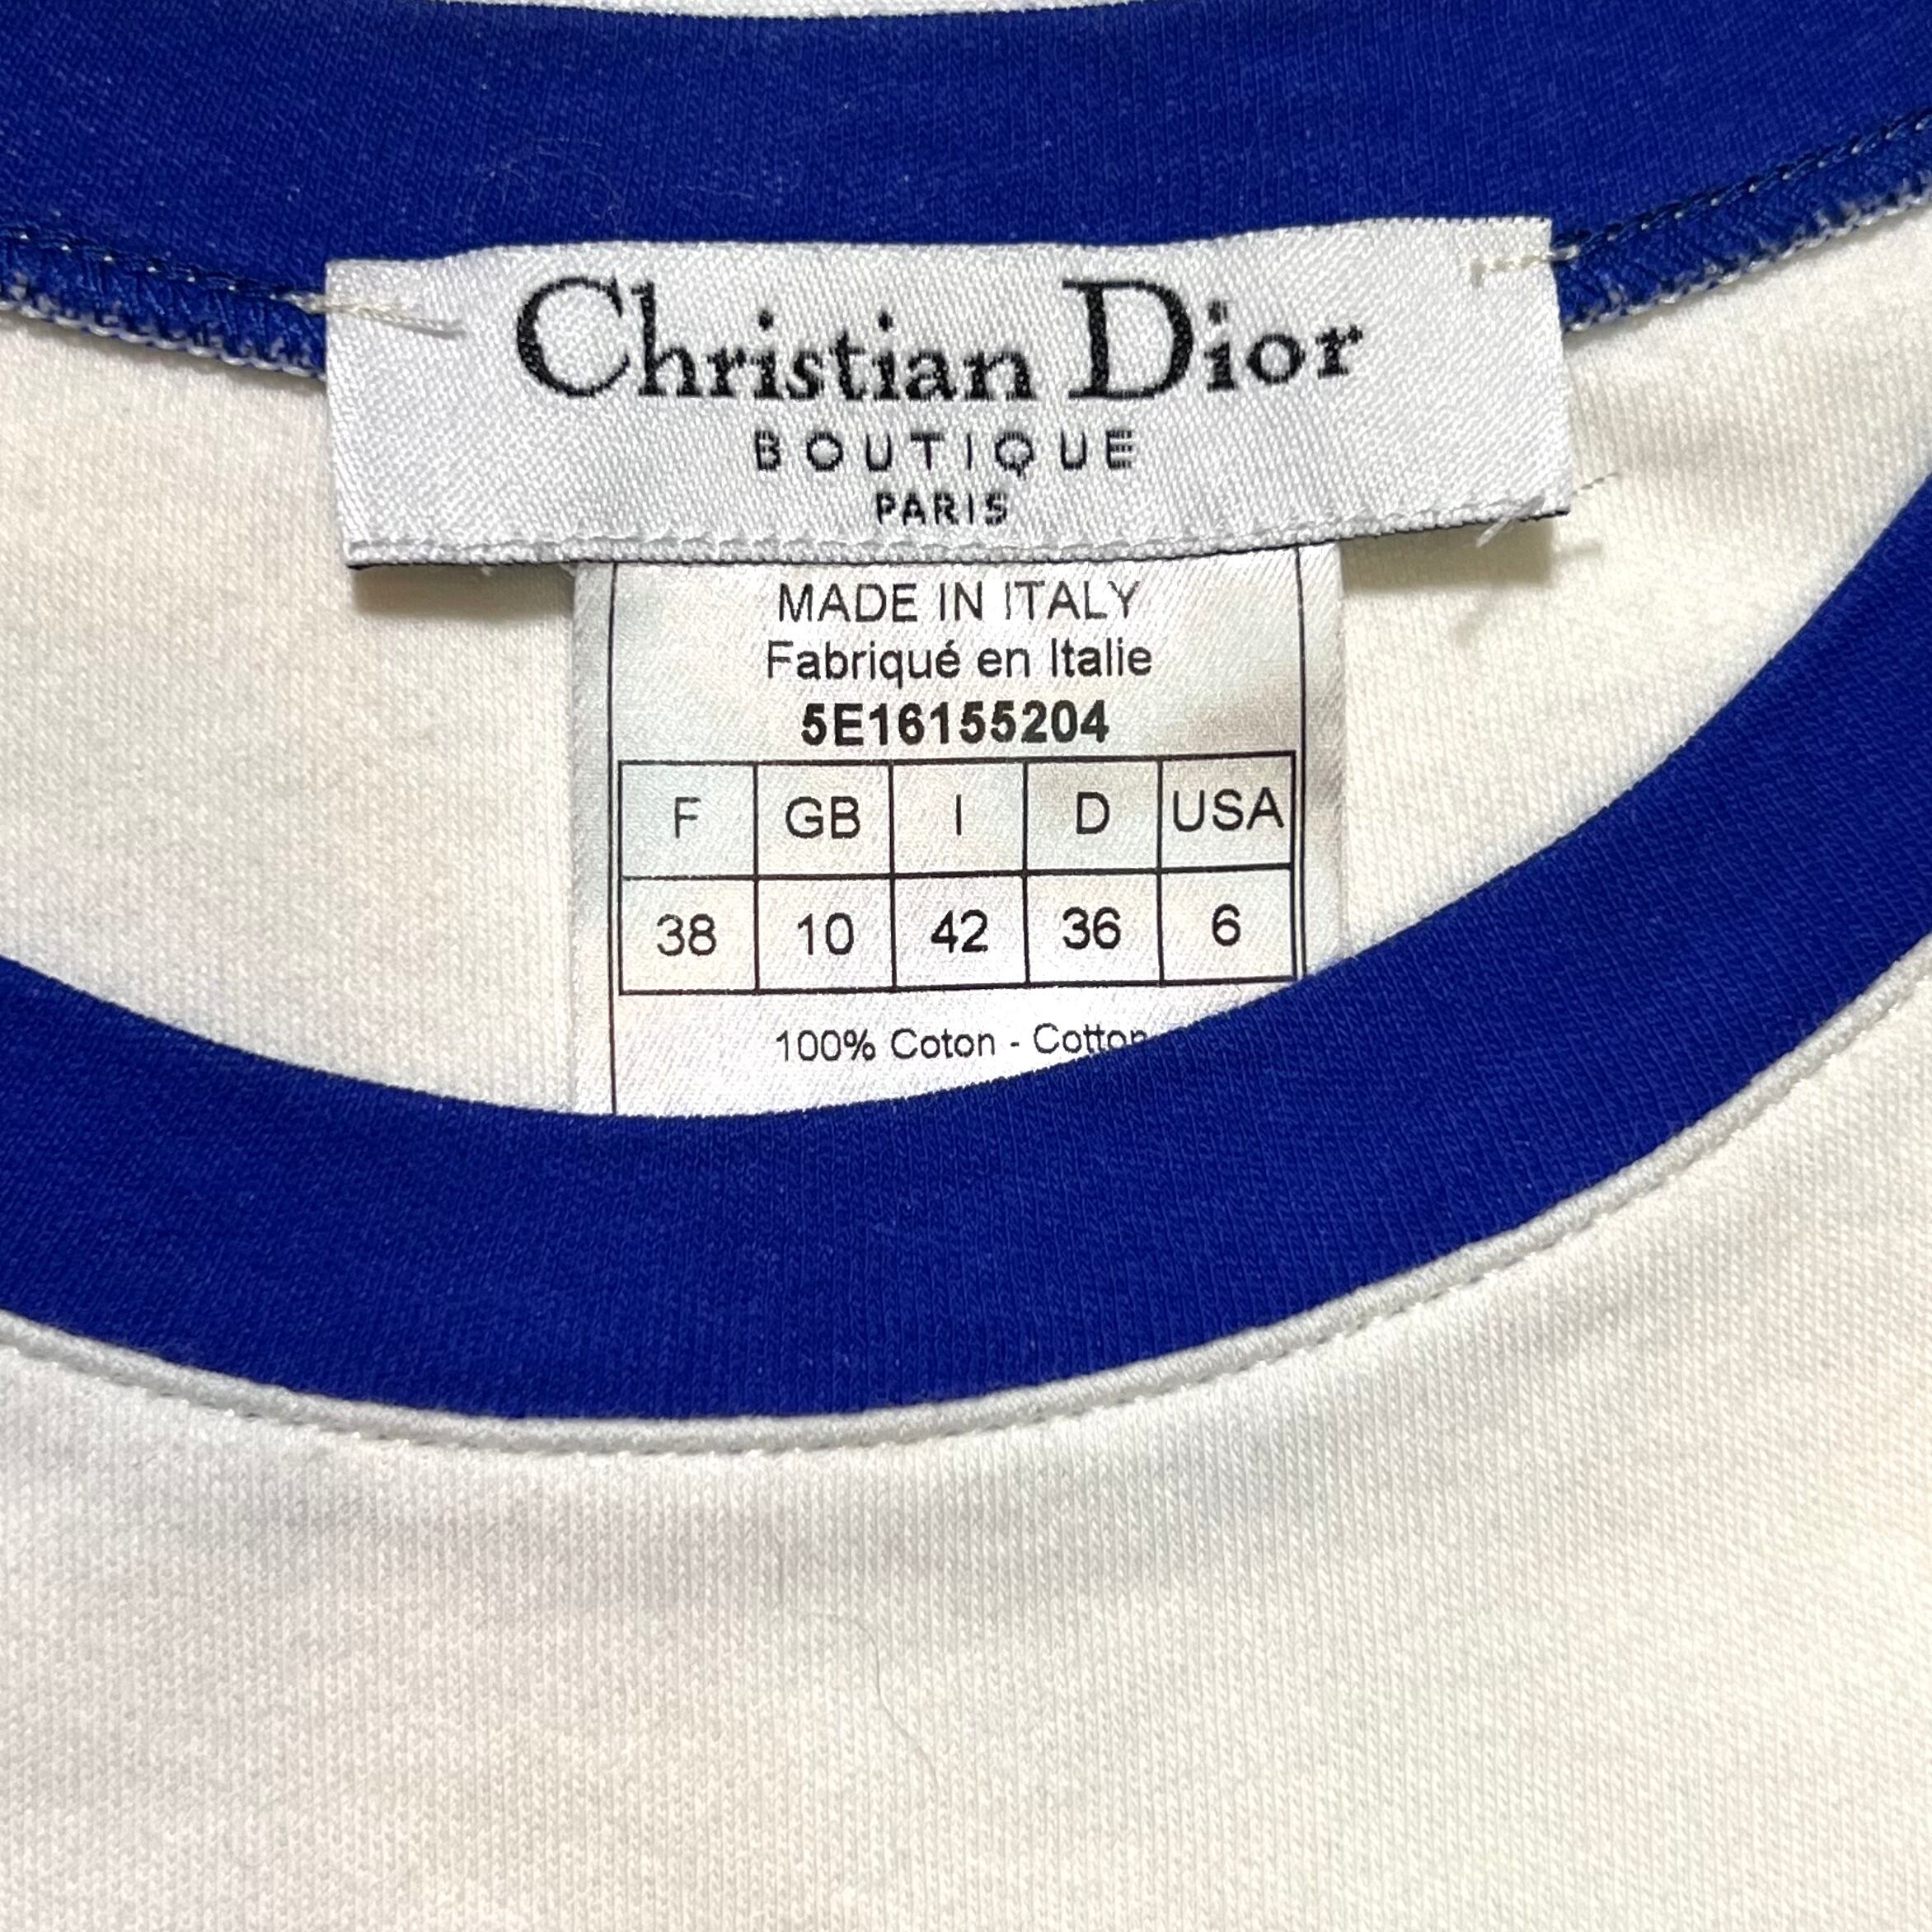 Christian Dior
BOUTIQUE
PARIS
MADE IN ITALY
Fabriqué en Italie
5E16155204
F GB I D USA
38 10 42 36 6
100% Coton - Cotton